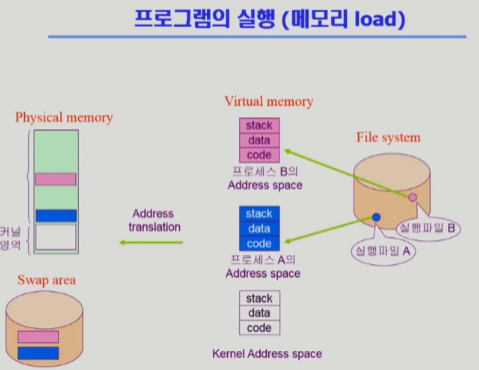 프로그램의 실행 (메모리 load)
Physical memory
커널
영역
Swap area
Address
translation
Virtual memory
stack
data
code
프로세스 B의
Address space
stack
data
code
프로세스 A의
Address space
stack
data
code
Kernel Address space
File system
실행파일 B
실행파일 A